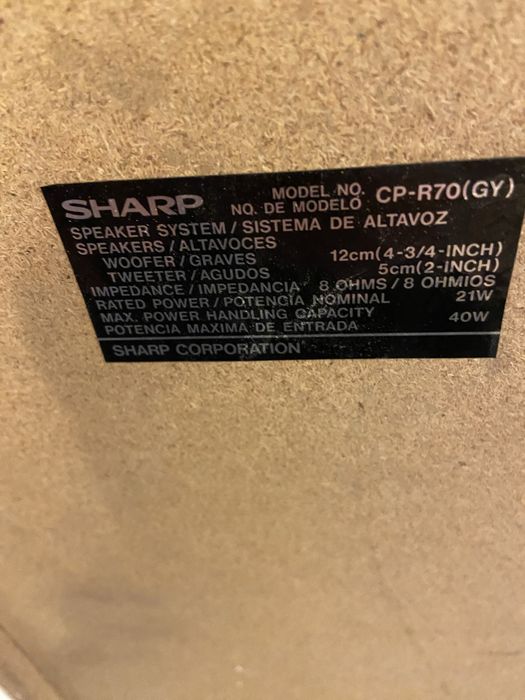 SHARP MODEL NO. CP-R70(GY)
NO. DE MODELO
SPEAKER SYSTEM / SISTEMA DE ALTAVOZ
SPEAKERS / ALTAVOCES
WOOFER / GRAVES 12cm(4-3/4-INCH)
TWEETER / AGUDOS 5cm(2-INCH)
IMPEDANCE / IMPEDANCIA 8 OHMS / 8 OHMIOS
RATED POWER / POTENCIA NOMINAL 21W
MAX. POWER HANDLING CAPACITY 40W
POTENCIA MAXIMA DE ENTRADA
SHARP CORPORATION